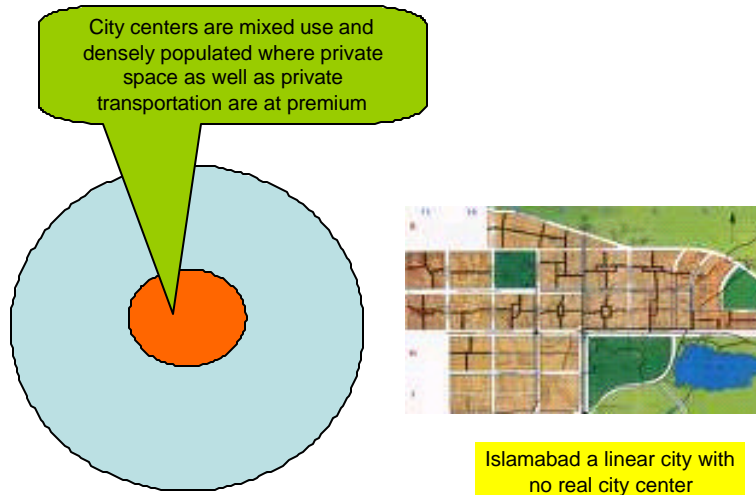 City centers are mixed use and
densely populated where private
space as well as private
transportation are at premium
Islamabad a linear city with
no real city center